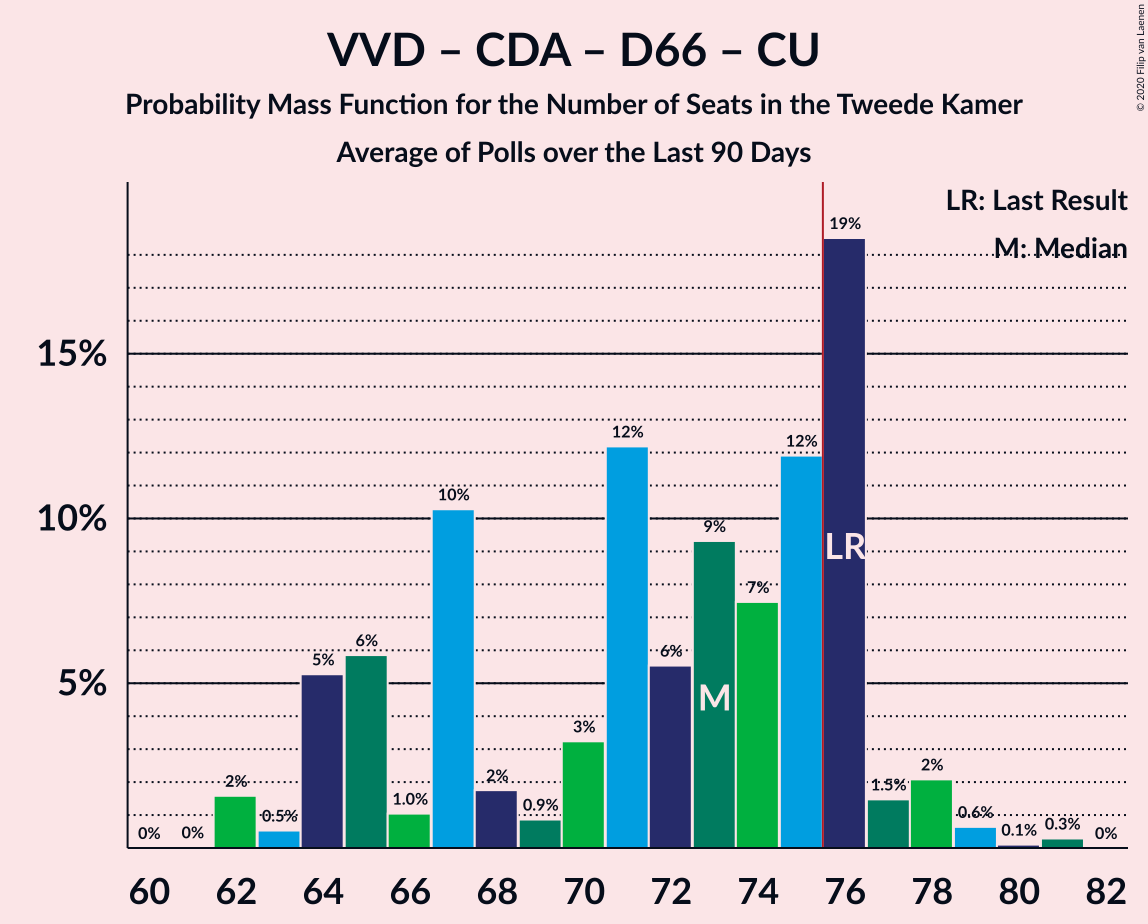 VVD – CDA – D66 – CU
Probability Mass Function for the Number of Seats in the Tweede Kamer
Average of Polls over the Last 90 Days
© 2020 Filip van Laenen
LR: Last Result
M: Median
15%
10%
5%
0%
0%
2%
0.5%
5%
6%
1.0%
10%
2%
0.9%
3%
12%
6%
9%
7%
12%
19%
1.5%
2%
0.6%
0.1%
0.3%
0%
M
LR
60 62 64 66 68 70 72 74 76 78 80 82